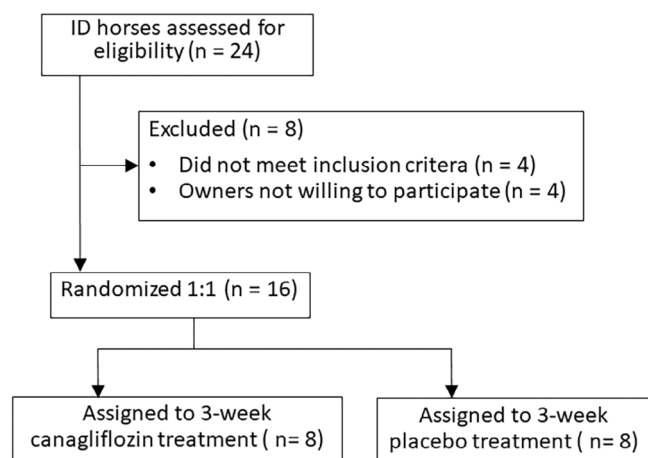 ID horses assessed for
eligibility (n = 24)
Excluded (n = 8)
• Did not meet inclusion critera (n = 4)
• Owners not willing to participate (n = 4)
Randomized 1:1 (n = 16)
Assigned to 3-week
canagliflozin treatment ( n= 8)
Assigned to 3-week
placebo treatment (n = 8)